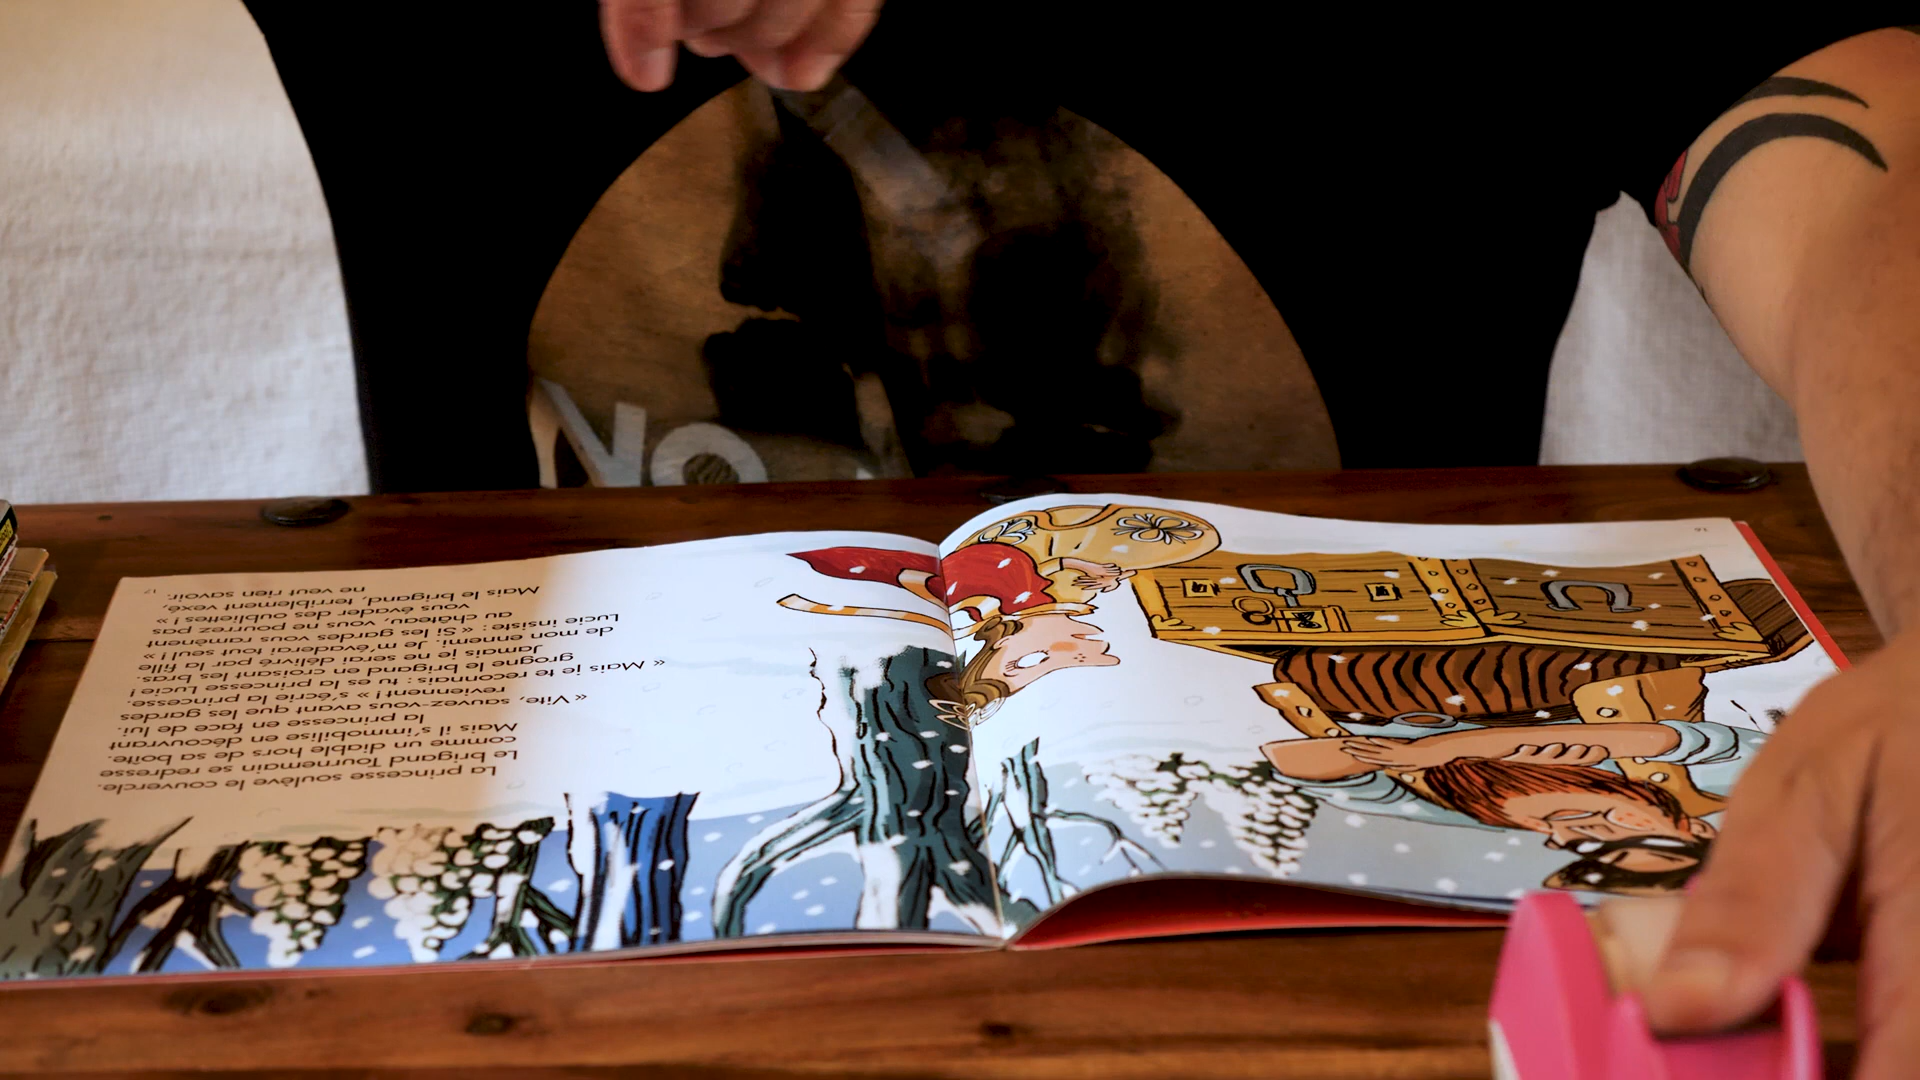 La princesse soulève le couvercle.
Le brigand Tournemain se redresse
comme un diable hors de sa boîte.
Mais il s'immobilise en découvrant
la princesse en face de lui.
« Vite, sauvez-vous avant que les gardes
reviennent ! » s'écrie la princesse.
« Mais je te reconnais : tu es la princesse Lucie !
grogne le brigand en croisant les bras.
Jamais je ne serai délivré par la fille
de mon ennemi. Je m'évaderai tout seul ! »
Lucie insiste : « Si les gardes vous ramènent
au château, vous ne pourrez pas
vous évader des oubliettes ! »
Mais le brigand, terriblement vexé,
ne veut rien savoir.
17
16
No